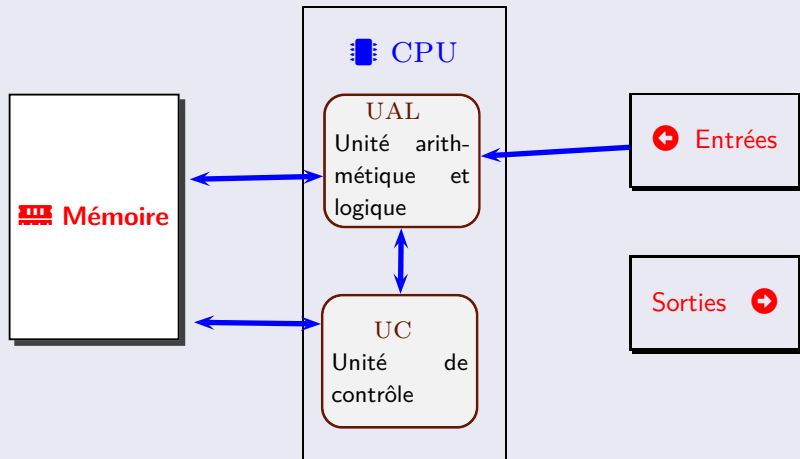 CPU
UAL
Unité arith-
métique et
logique
Mémoire
Entrées
Sorties
UC
Unité de
contrôle